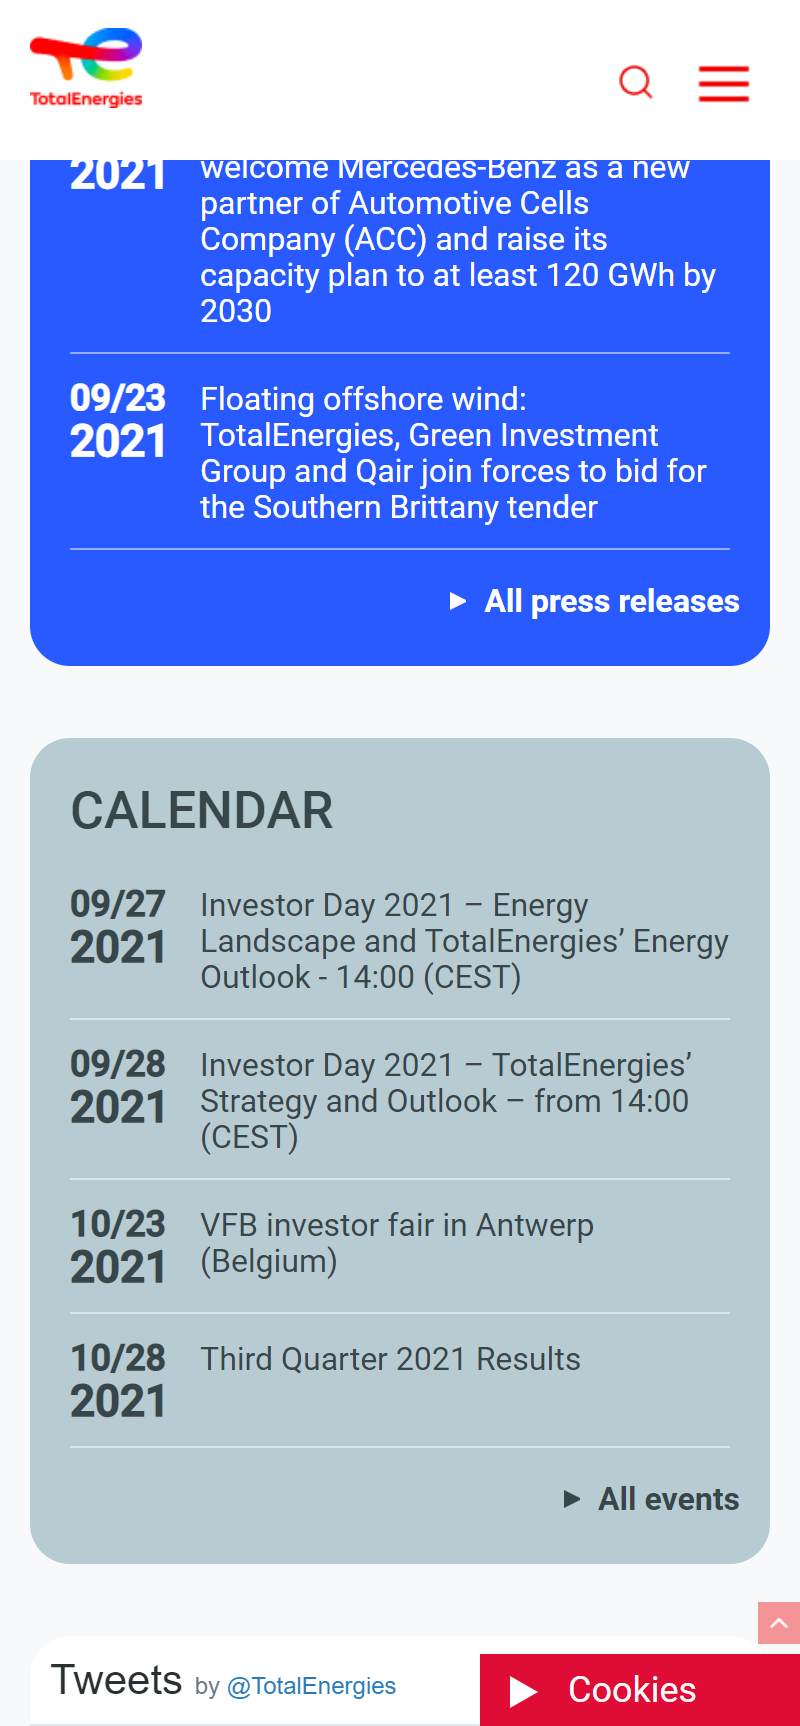 TotalEnergies
2021
welcome Mercedes-Benz as a new
partner of Automotive Cells
Company (ACC) and raise its
capacity plan to at least 120 GWh by
2030
09/23
2021
Floating offshore wind:
TotalEnergies, Green Investment
Group and Qair join forces to bid for
the Southern Brittany tender
All press releases
CALENDAR
09/27
2021
Investor Day 2021 – Energy
Landscape and TotalEnergies’ Energy
Outlook - 14:00 (CEST)
09/28
2021
Investor Day 2021 – TotalEnergies’
Strategy and Outlook – from 14:00
(CEST)
10/23
2021
VFB investor fair in Antwerp
(Belgium)
10/28
2021
Third Quarter 2021 Results
All events
Tweets by @TotalEnergies
Cookies